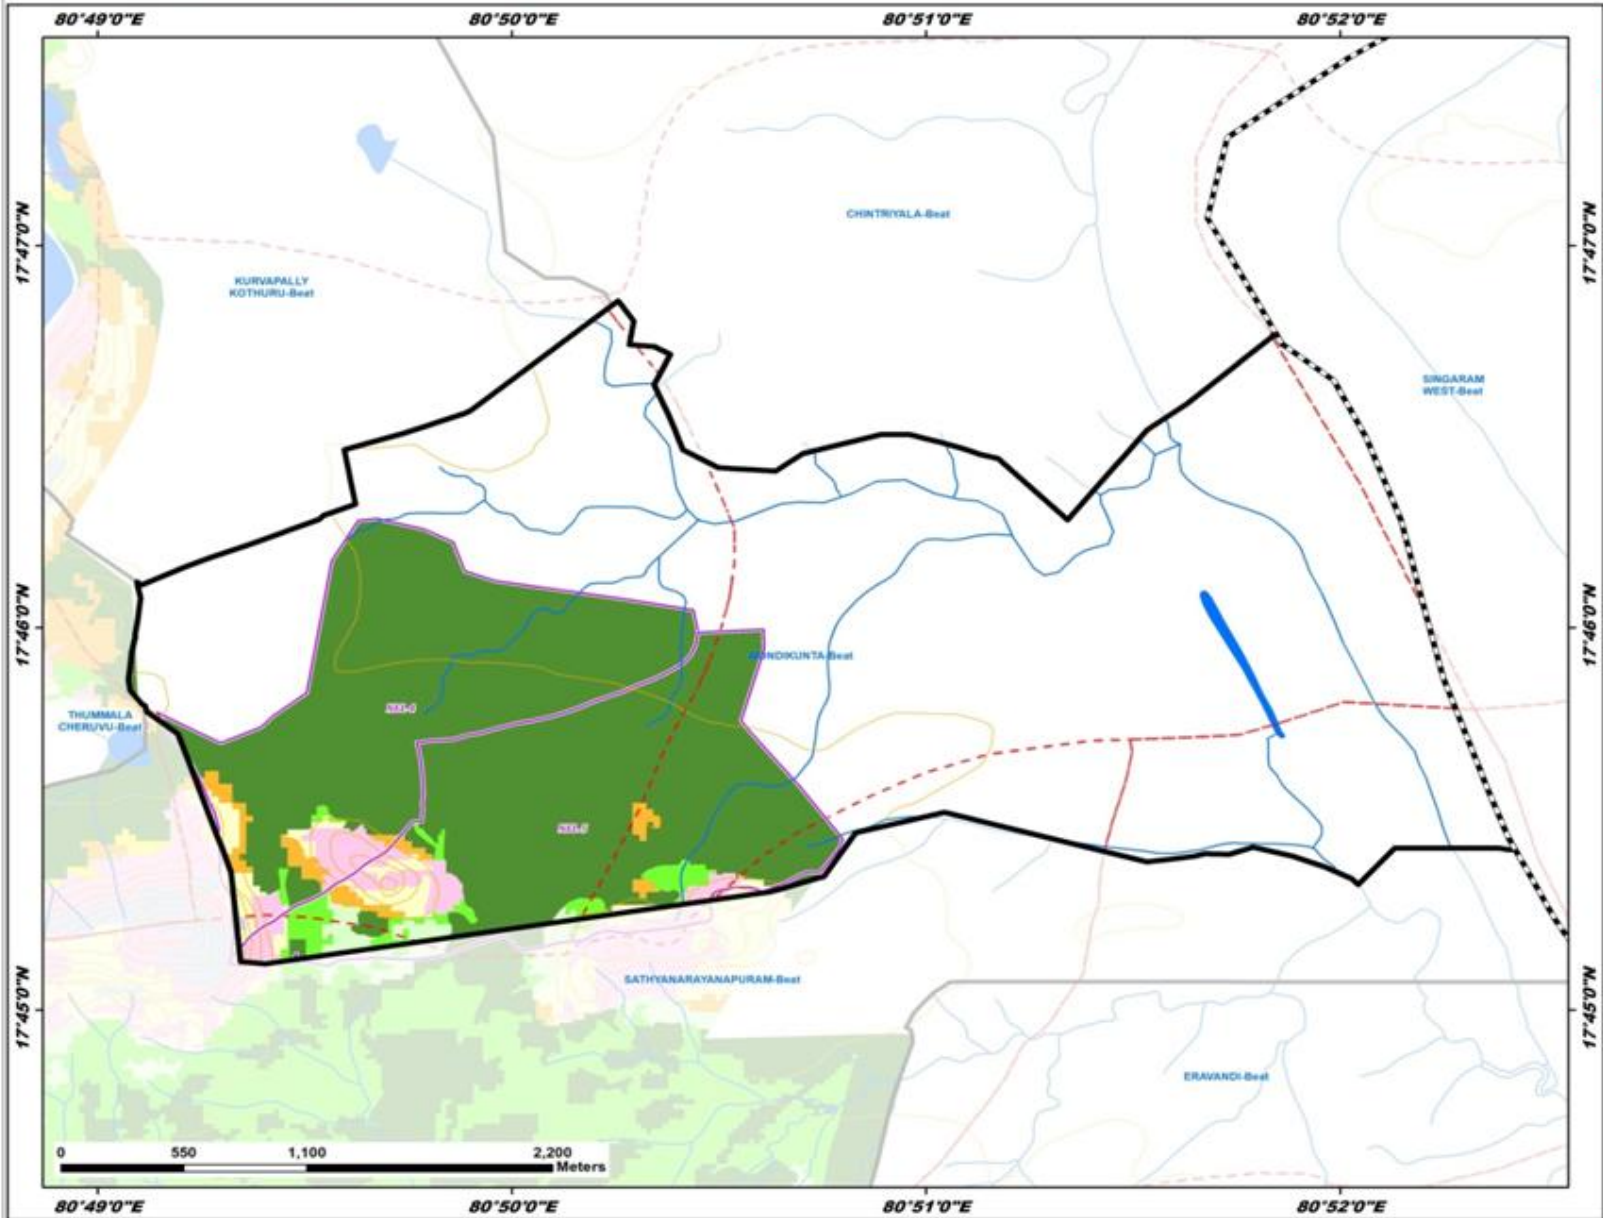 80°49'0"E 80°50'0"E 80°51'0"E 80°52'0"E
CHINTRIYALA-Beat
17°47'0"N 17°47'0"N
KURVAPALLY
KOTHURU-Beat
SINGARAM
WEST-Beat
17°46'0"N 17°46'0"N
THUMMALA
CHERUVU-Beat
SATHYANARAYANAPURAM-Beat
17°45'0"N 17°45'0"N
ERAVANDI-Beat
0 550 1,100 2,200
Meters
80°49'0"E 80°50'0"E 80°51'0"E 80°52'0"E